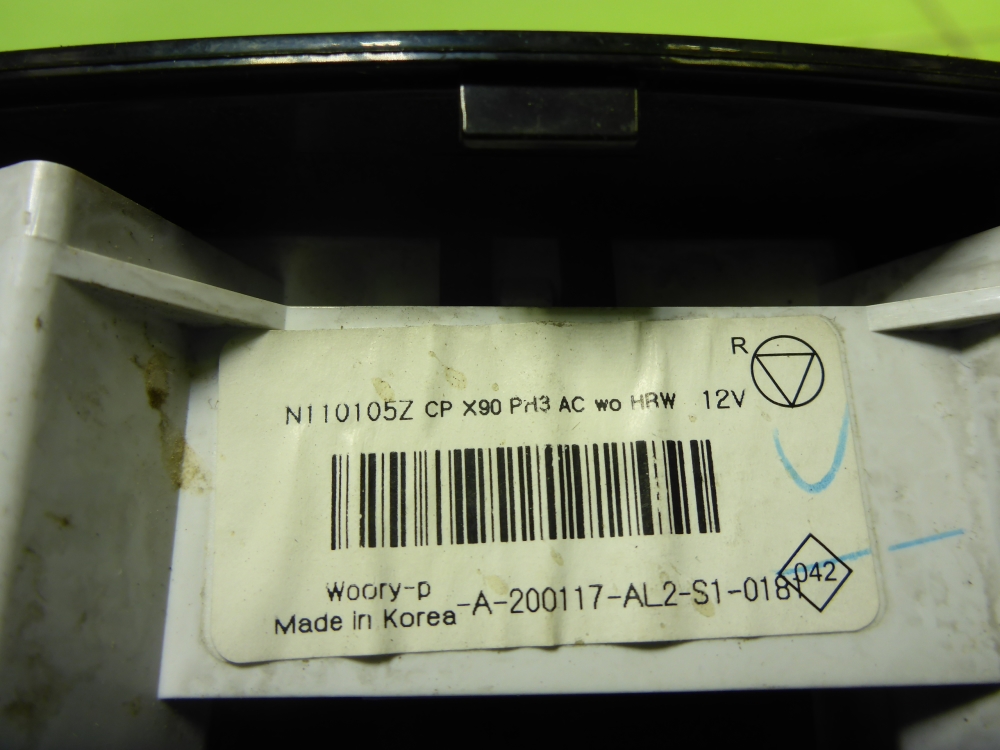 R
N110105Z CP X90 PH3 AC wo HRW 12V
Woory-p
Made in Korea -A-200117-AL2-S1-0181
042